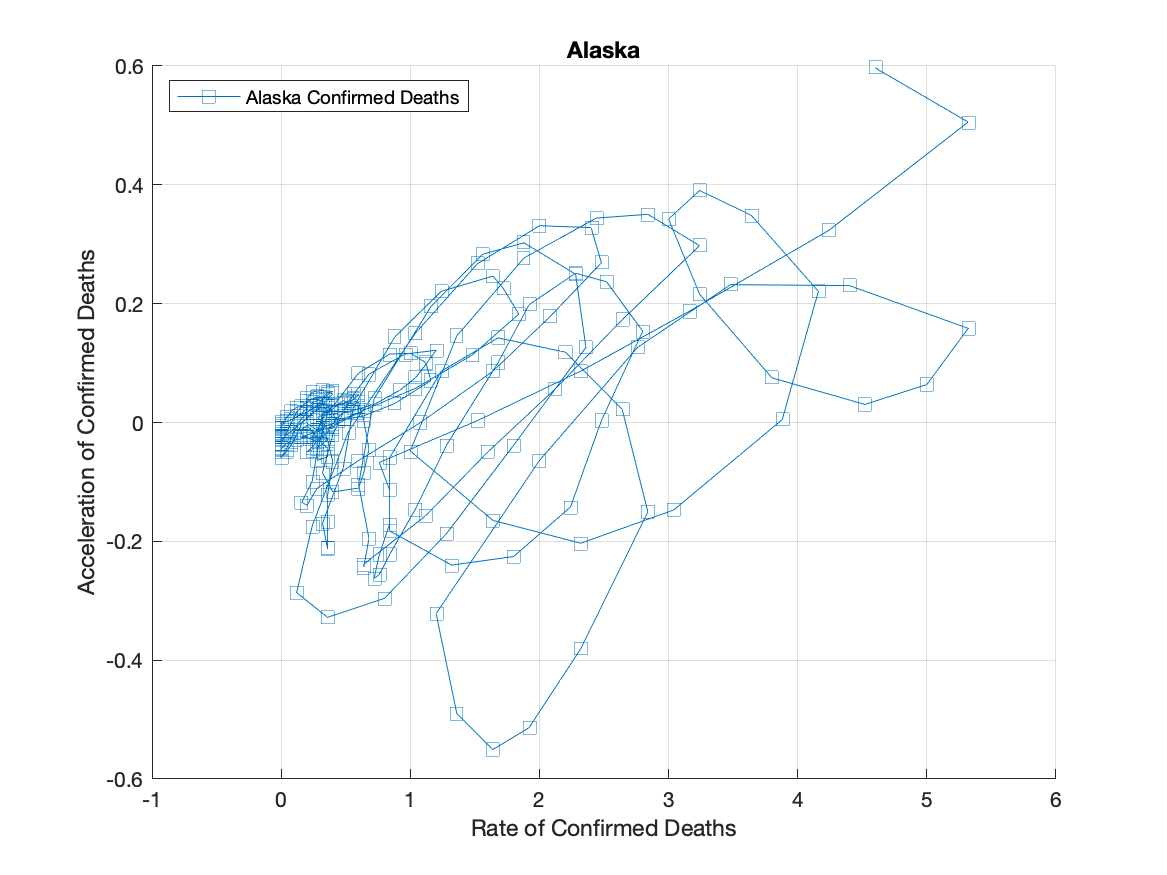 Alaska
0.6
Alaska Confirmed Deaths
0.4
0.2
0
-0.2
-0.4
-0.6
Acceleration of Confirmed Deaths
-1 0 1 2 3 4 5 6
Rate of Confirmed Deaths